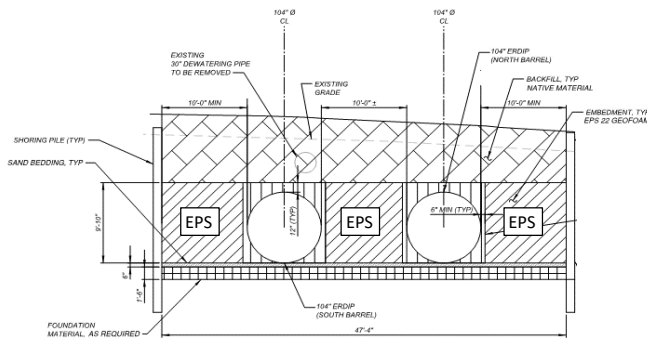 104" Ø
CL
104" Ø
CL
EXISTING
30" DEWATERING PIPE
TO BE REMOVED
104" ERDIP
(NORTH BARREL)
EXISTING
GRADE
BACKFILL, TYP
NATIVE MATERIAL
10'-0" MIN
10'-0" ±
10'-0" MIN
EMBEDMENT, TYP
EPS 22 GEOFOAM
SHORING PILE (TYP)
SAND BEDDING, TYP
9'-10"
EPS
12" (TYP)
EPS
6" MIN (TYP)
EPS
6"
1'-6"
104" ERDIP
(SOUTH BARREL)
FOUNDATION
MATERIAL, AS REQUIRED
47'-4"